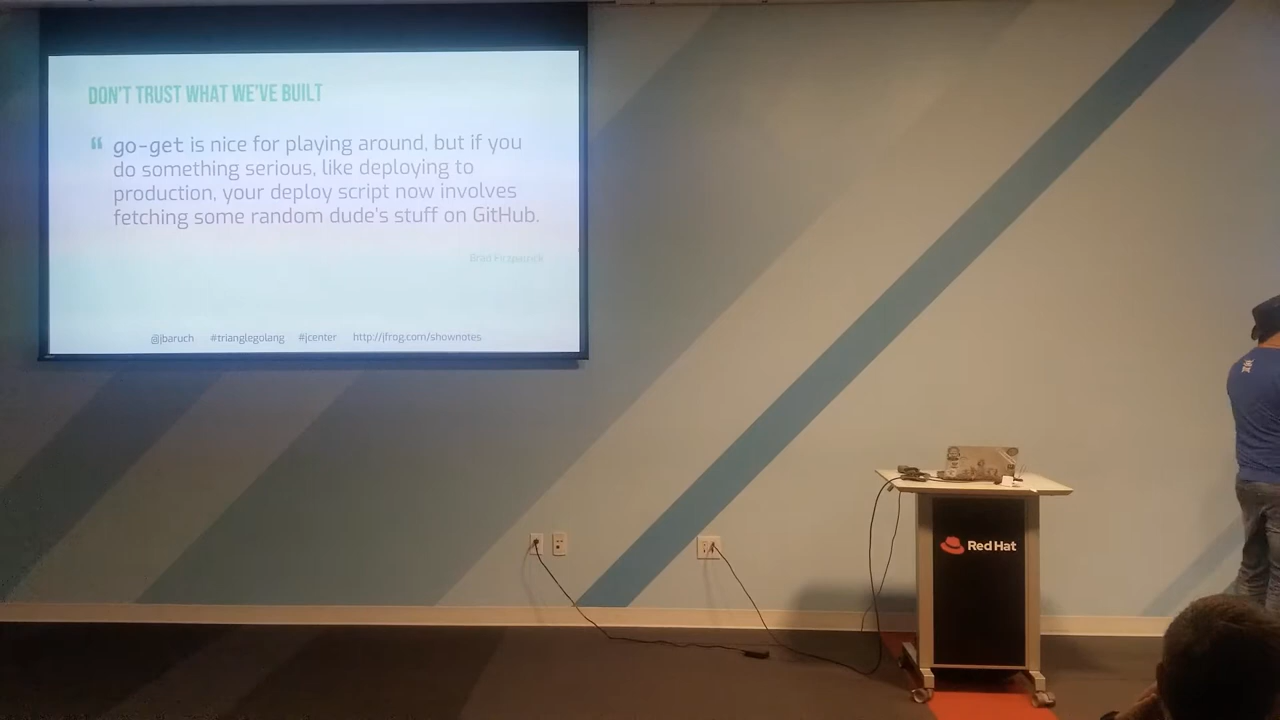 DON'T TRUST WHAT WE'VE BUILT
“ go-get is nice for playing around, but if you
do something serious, like deploying to
production, your deploy script now involves
fetching some random dude's stuff on GitHub.
Brad Fitzpatrick
@jbaruch #trianglegolang #jcenter http://jfrog.com/shownotes
Red Hat